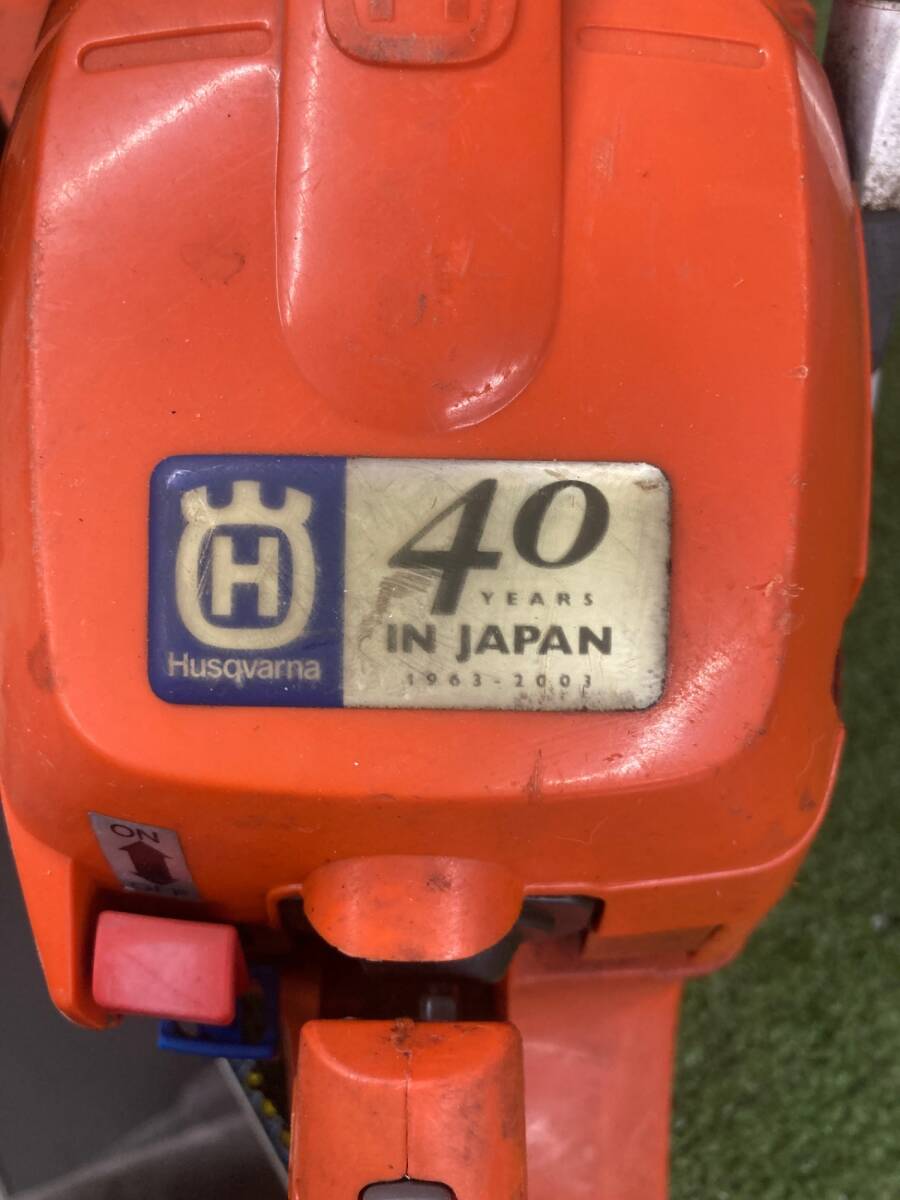 H
Husqvarna
40
YEARS
IN JAPAN
1963-2003
ON